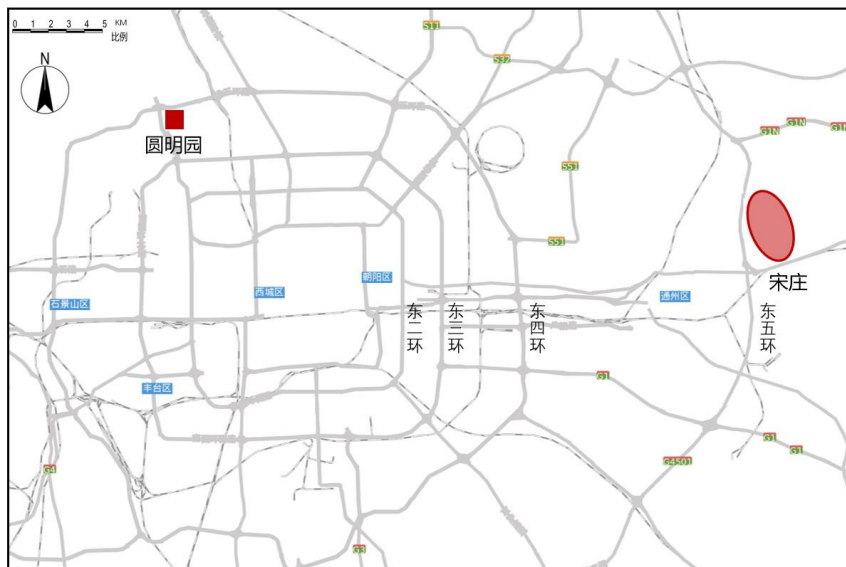 0 1 2 3 4 5 KM
比例
N
S11
S32
圆明园
G1N
G1N
G1N
S51
S51
宋庄
石景山区
西城区
朝阳区
通州区
东二环
东三环
东四环
东五环
丰台区
G1
G1
G1
G4
G4501
G3